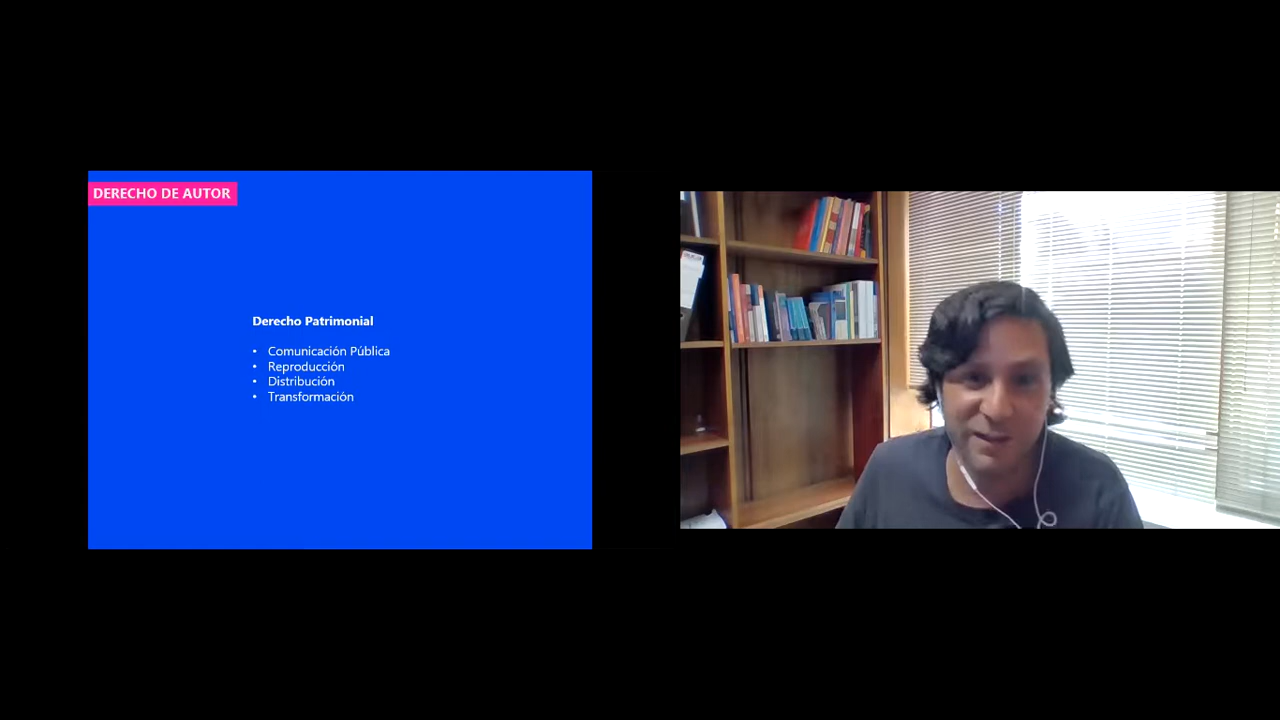 DERECHO DE AUTOR
Derecho Patrimonial
• Comunicación Pública
• Reproducción
• Distribución
• Transformación